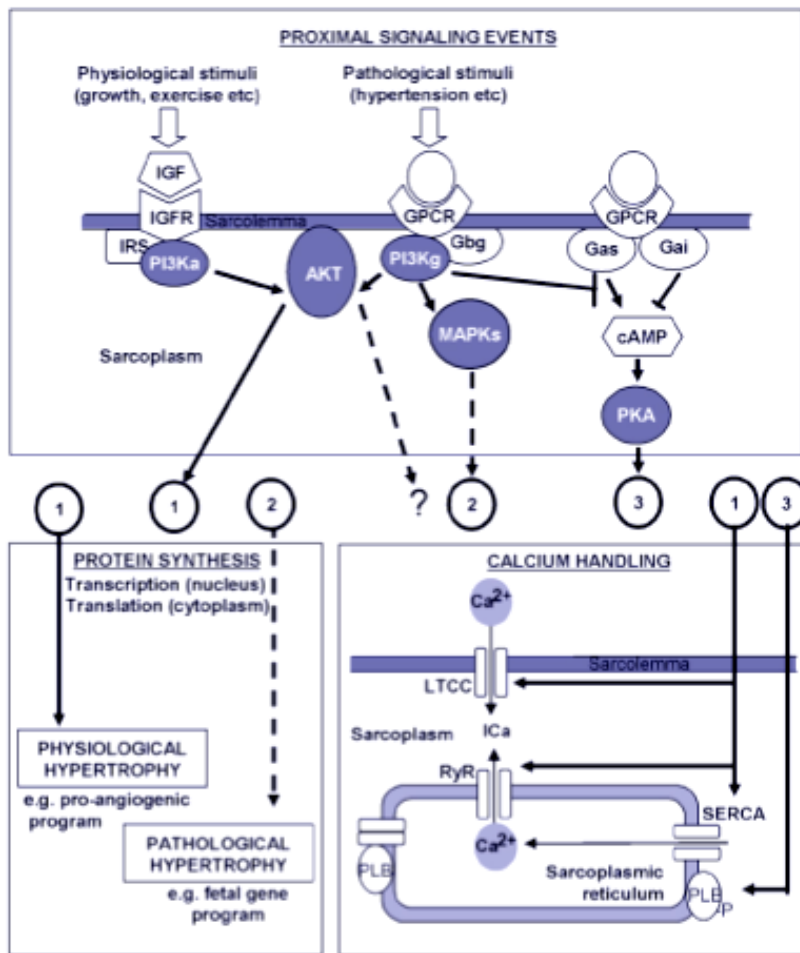 PROXIMAL SIGNALING EVENTS
Physiological stimuli
(growth, exercise etc)
Pathological stimuli
(hypertension etc)
IGF
IGFR
Sarcolemma
GPCR
GPCR
IRS
PI3Ka
AKT
PI3Kg
Gbg
Gas
Gai
MAPKs
cAMP
Sarcoplasm
PKA
1
1
2
?
2
3
1
3
PROTEIN SYNTHESIS
Transcription (nucleus)
Translation (cytoplasm)
PHYSIOLOGICAL
HYPERTROPHY
e.g. pro-angiogenic
program
PATHOLOGICAL
HYPERTROPHY
e.g. fetal gene
program
CALCIUM HANDLING
Ca2+
Sarcolemma
LTCC
Sarcoplasm
ICa
RyR
SERCA
Ca2+
PLB
Sarcoplasmic
reticulum
PLB
P